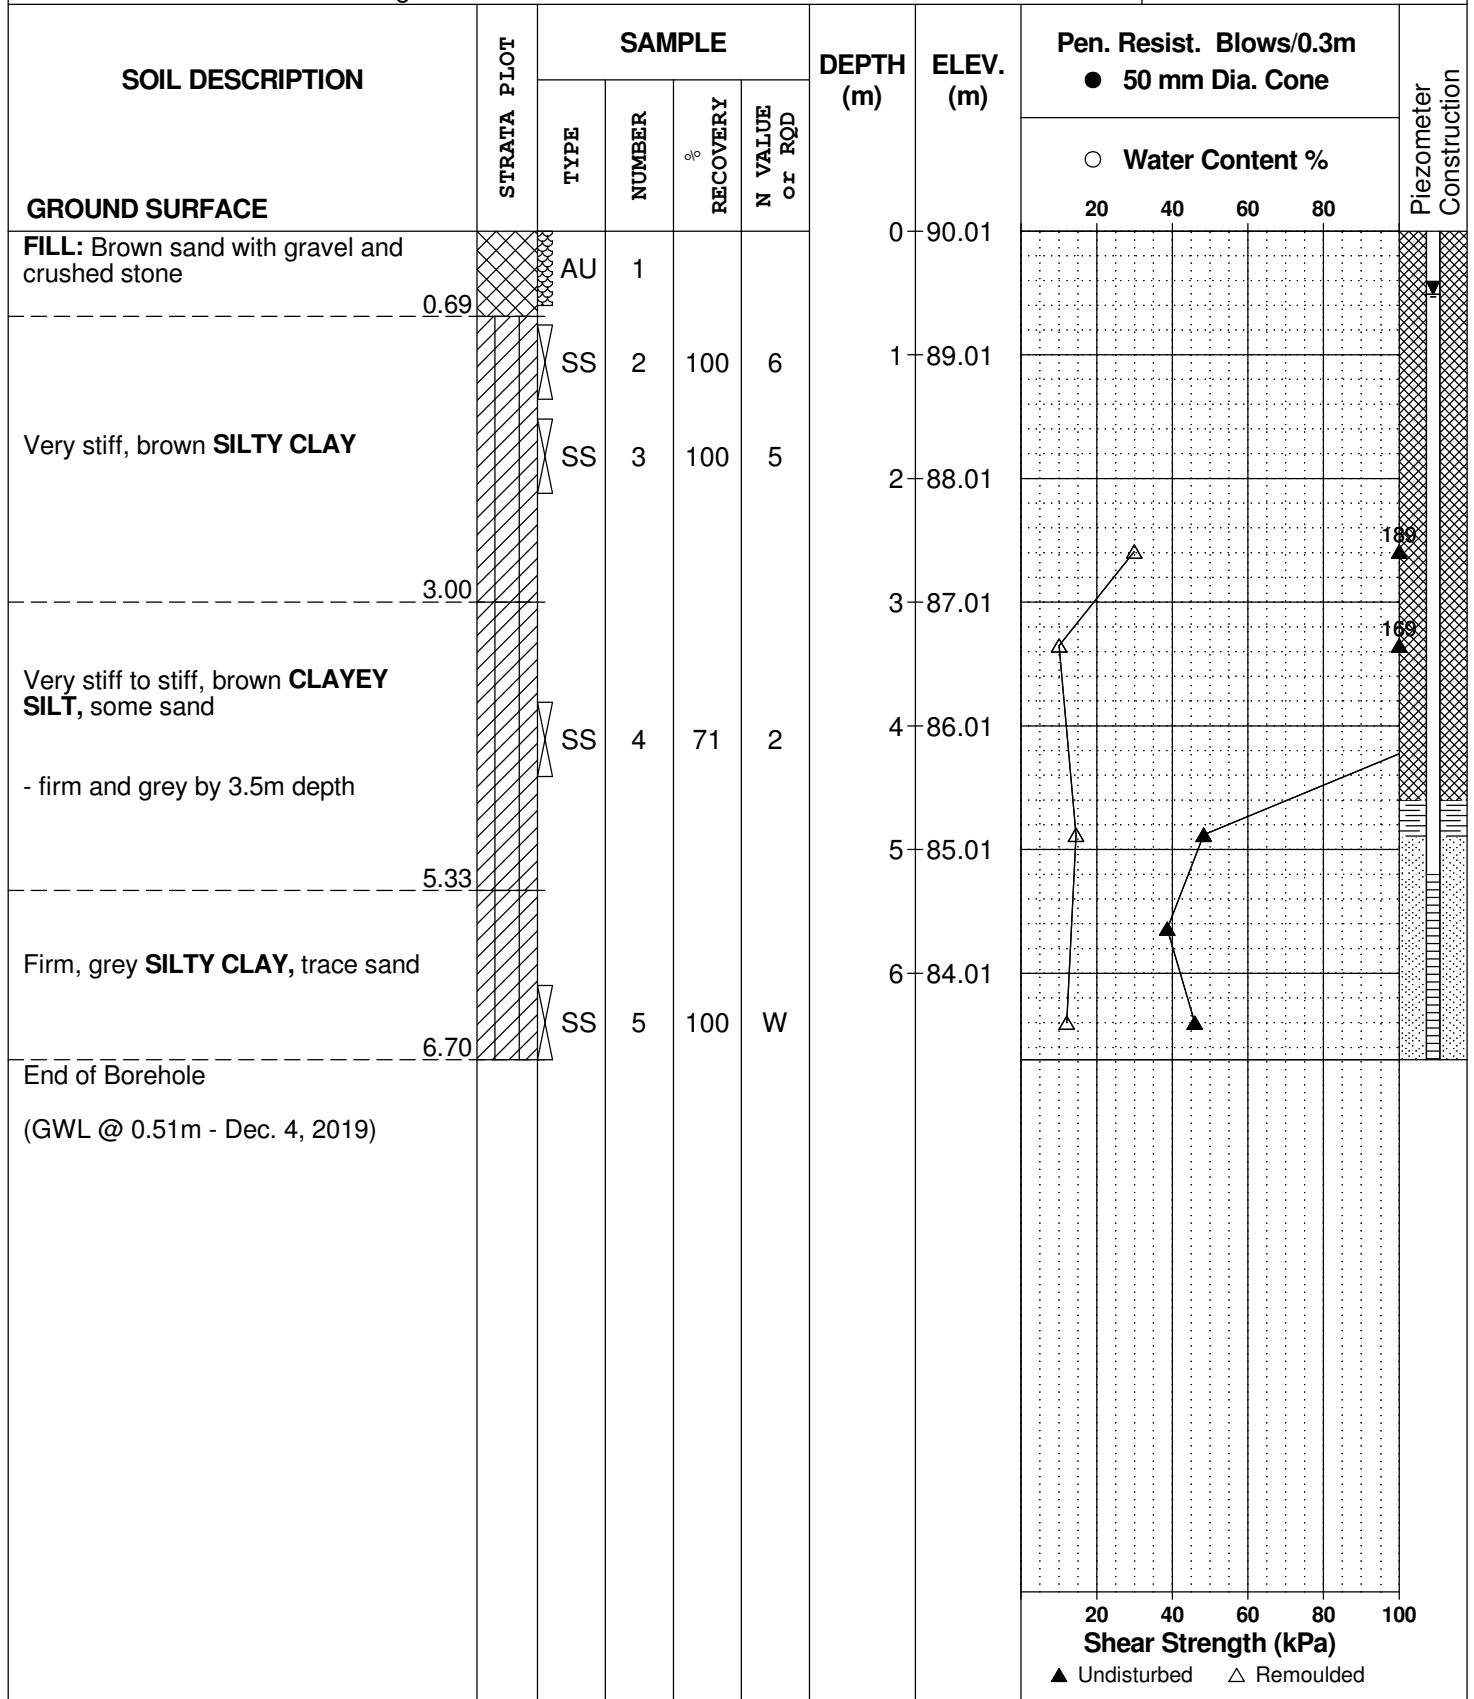 SOIL DESCRIPTION
GROUND SURFACE
STRATA PLOT
SAMPLE
TYPE
NUMBER
% RECOVERY
N VALUE or RQD
DEPTH (m)
ELEV. (m)
Pen. Resist. Blows/0.3m
● 50 mm Dia. Cone
○ Water Content %
20 40 60 80
Piezometer Construction
FILL: Brown sand with gravel and
crushed stone
0.69
AU 1
0 90.01
SS 2 100 6
1 89.01
Very stiff, brown SILTY CLAY
SS 3 100 5
2 88.01
189
3.00
3 87.01
169
Very stiff to stiff, brown CLAYEY
SILT, some sand
SS 4 71 2
4 86.01
- firm and grey by 3.5m depth
5 85.01
5.33
Firm, grey SILTY CLAY, trace sand
6 84.01
SS 5 100 W
6.70
End of Borehole
(GWL @ 0.51m - Dec. 4, 2019)
20 40 60 80 100
Shear Strength (kPa)
▲ Undisturbed △ Remoulded